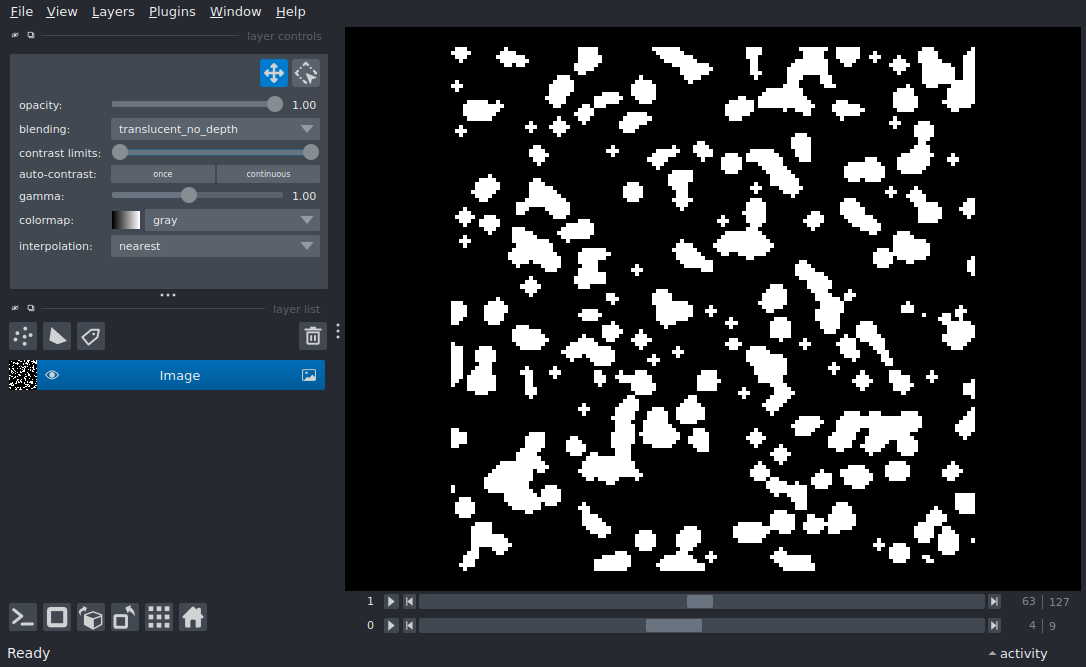 File View Layers Plugins Window Help
layer controls
opacity: 1.00
blending: translucent_no_depth
contrast limits:
auto-contrast: once continuous
gamma: 1.00
colormap: gray
interpolation: nearest
layer list
Image
1 63 127
0 4 9
Ready activity